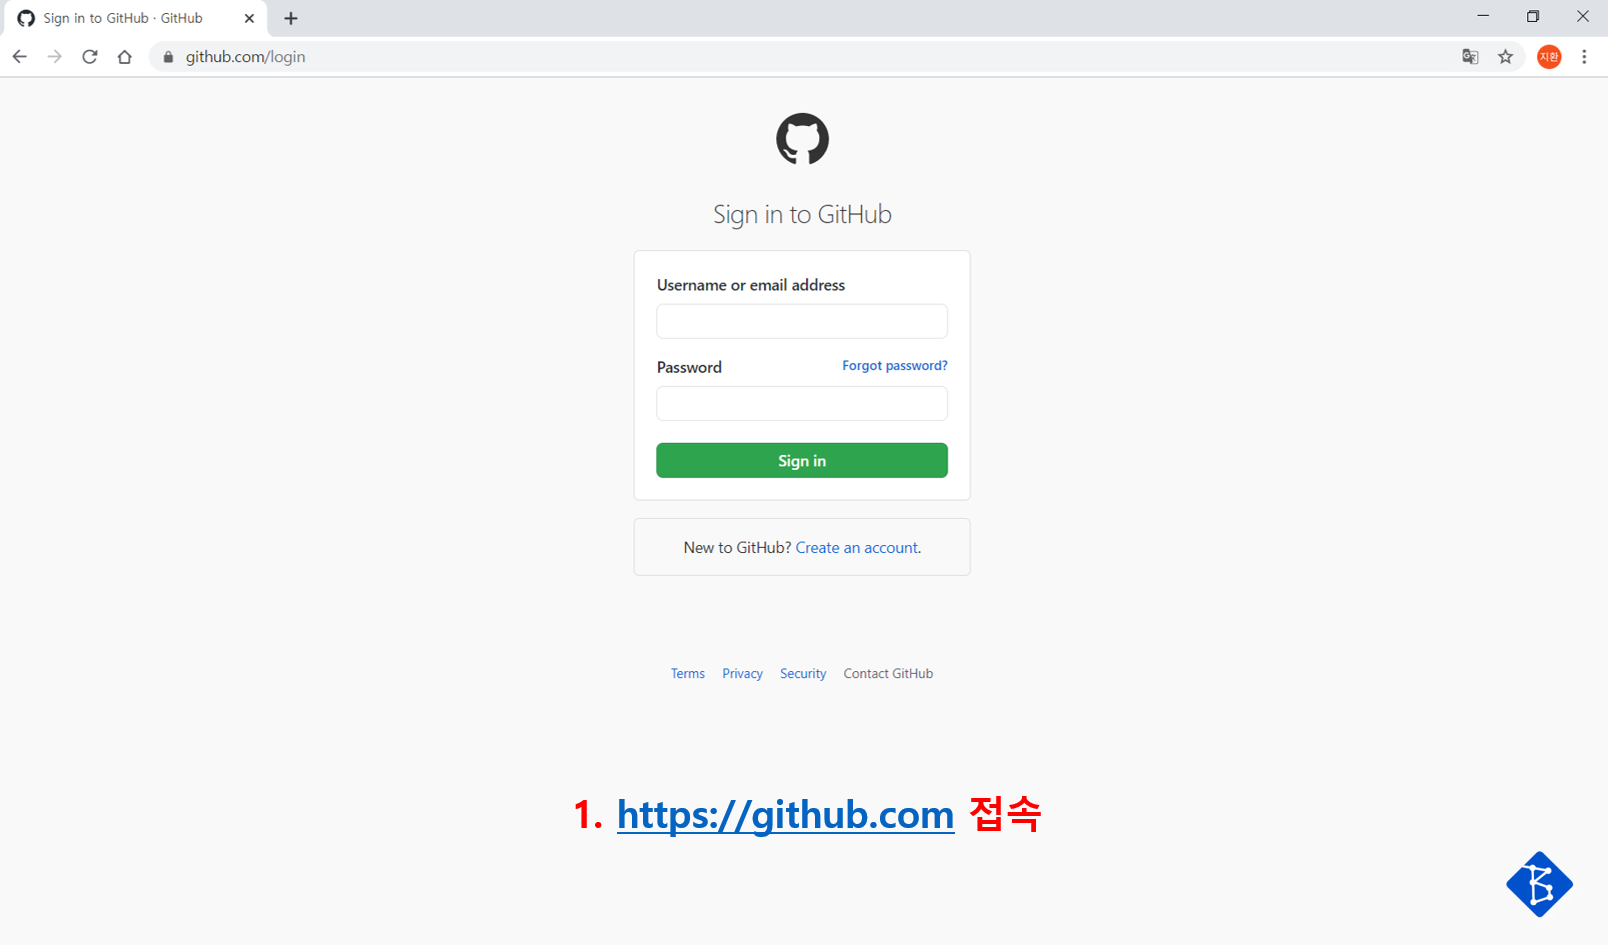 Sign in to GitHub · GitHub
github.com/login
지환
Sign in to GitHub
Username or email address
Password Forgot password?
Sign in
New to GitHub? Create an account.
Terms Privacy Security Contact GitHub
1. https://github.com 접속